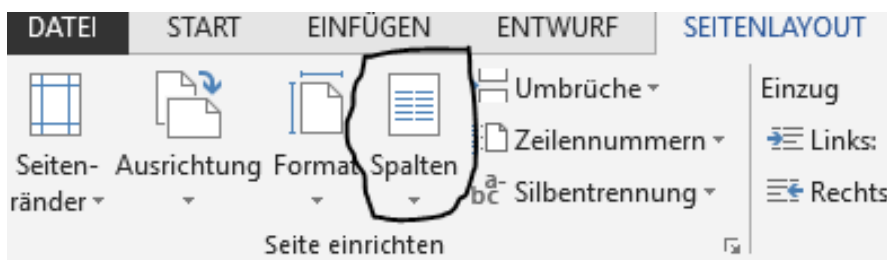 DATEI START EINFÜGEN ENTWURF SEITENLAYOUT
Umbrüche Einzug
Zeilennummern Links:
Seiten- Ausrichtung Format Spalten
ränder Silbentrennung Rechts
Seite einrichten